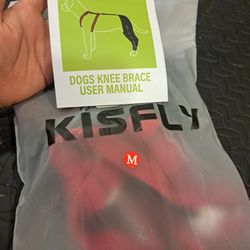 DOGS KNEE BRACE
USER MANUAL
KISFLY
M